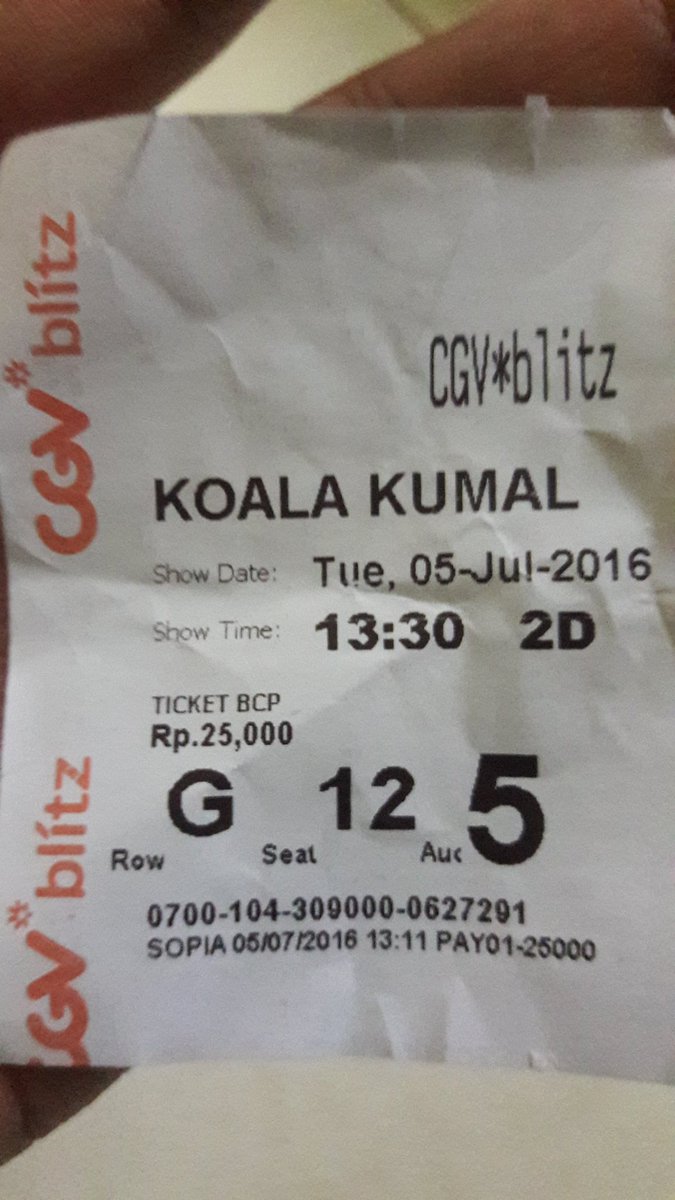 CGV*blitz
CGV*blitz
CGV*blitz
KOALA KUMAL
Show Date: Tue, 05-Jul-2016
Show Time: 13:30 2D
TICKET BCP
Rp.25,000
Row G Seat 12 Aud 5
0700-104-309000-0627291
SOPIA 05/07/2016 13:11 PAY01-25000